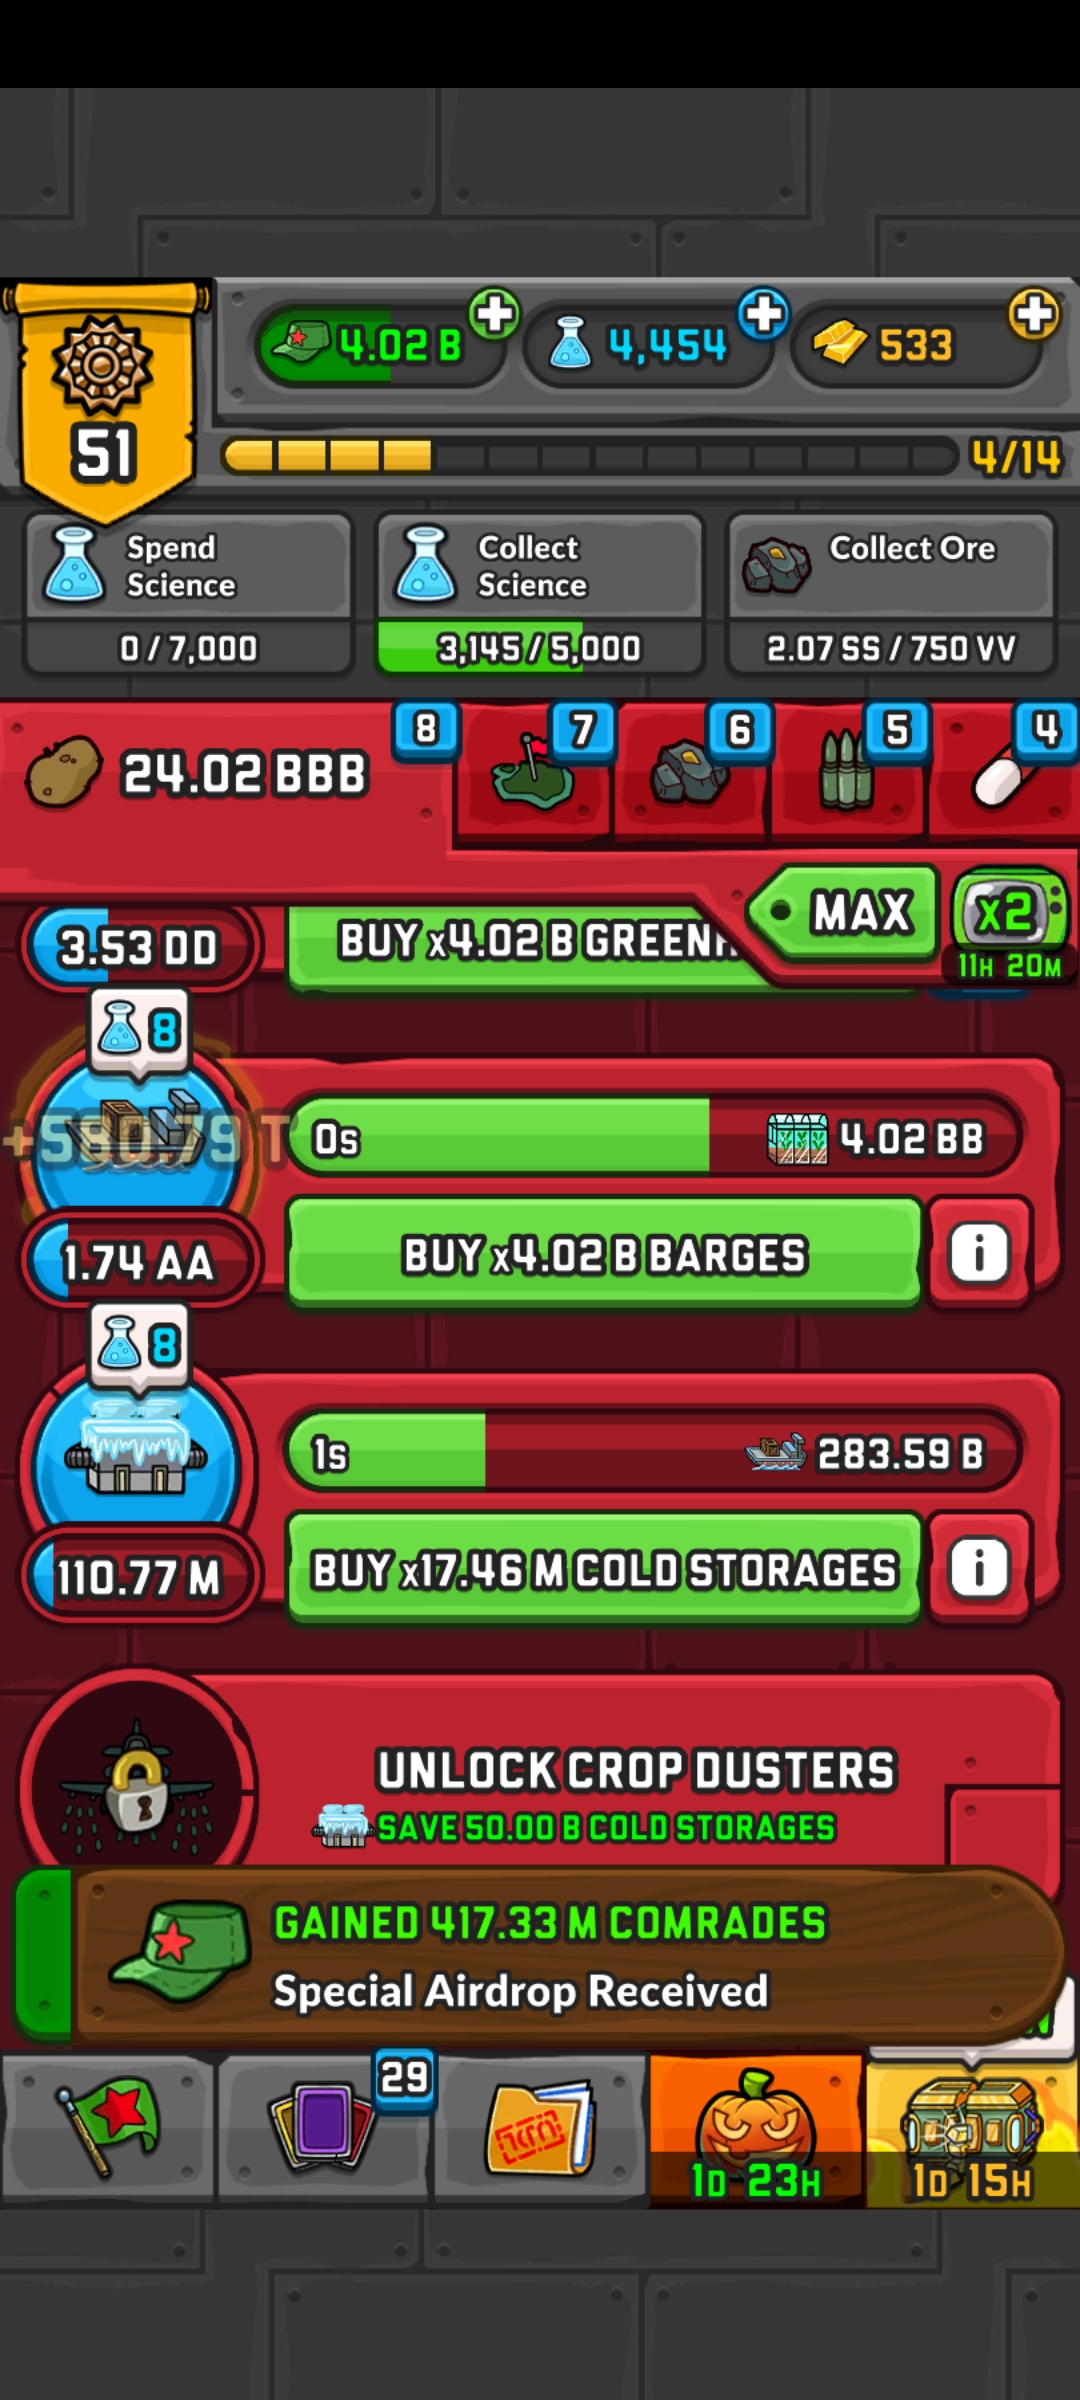 4.02 B
4,454
533
51
4/14
Spend
Science
Collect
Science
Collect Ore
0 / 7,000
3,145 / 5,000
2.07 SS / 750 VV
24.02 BBB
8
7
6
5
4
MAX
x2
11H 20M
3.53 DD
BUY x4.02 B
8
+590.79 T
0s
4.02 BB
1.74 AA
BUY x4.02 B BARGES
i
8
1s
283.59 B
110.77 M
BUY x17.46 M COLD STORAGES
i
UNLOCK CROP DUSTERS
SAVE 50.00 B COLD STORAGES
GAINED 417.33 M COMRADES
Special Airdrop Received
29
1D 23H
1D 15H